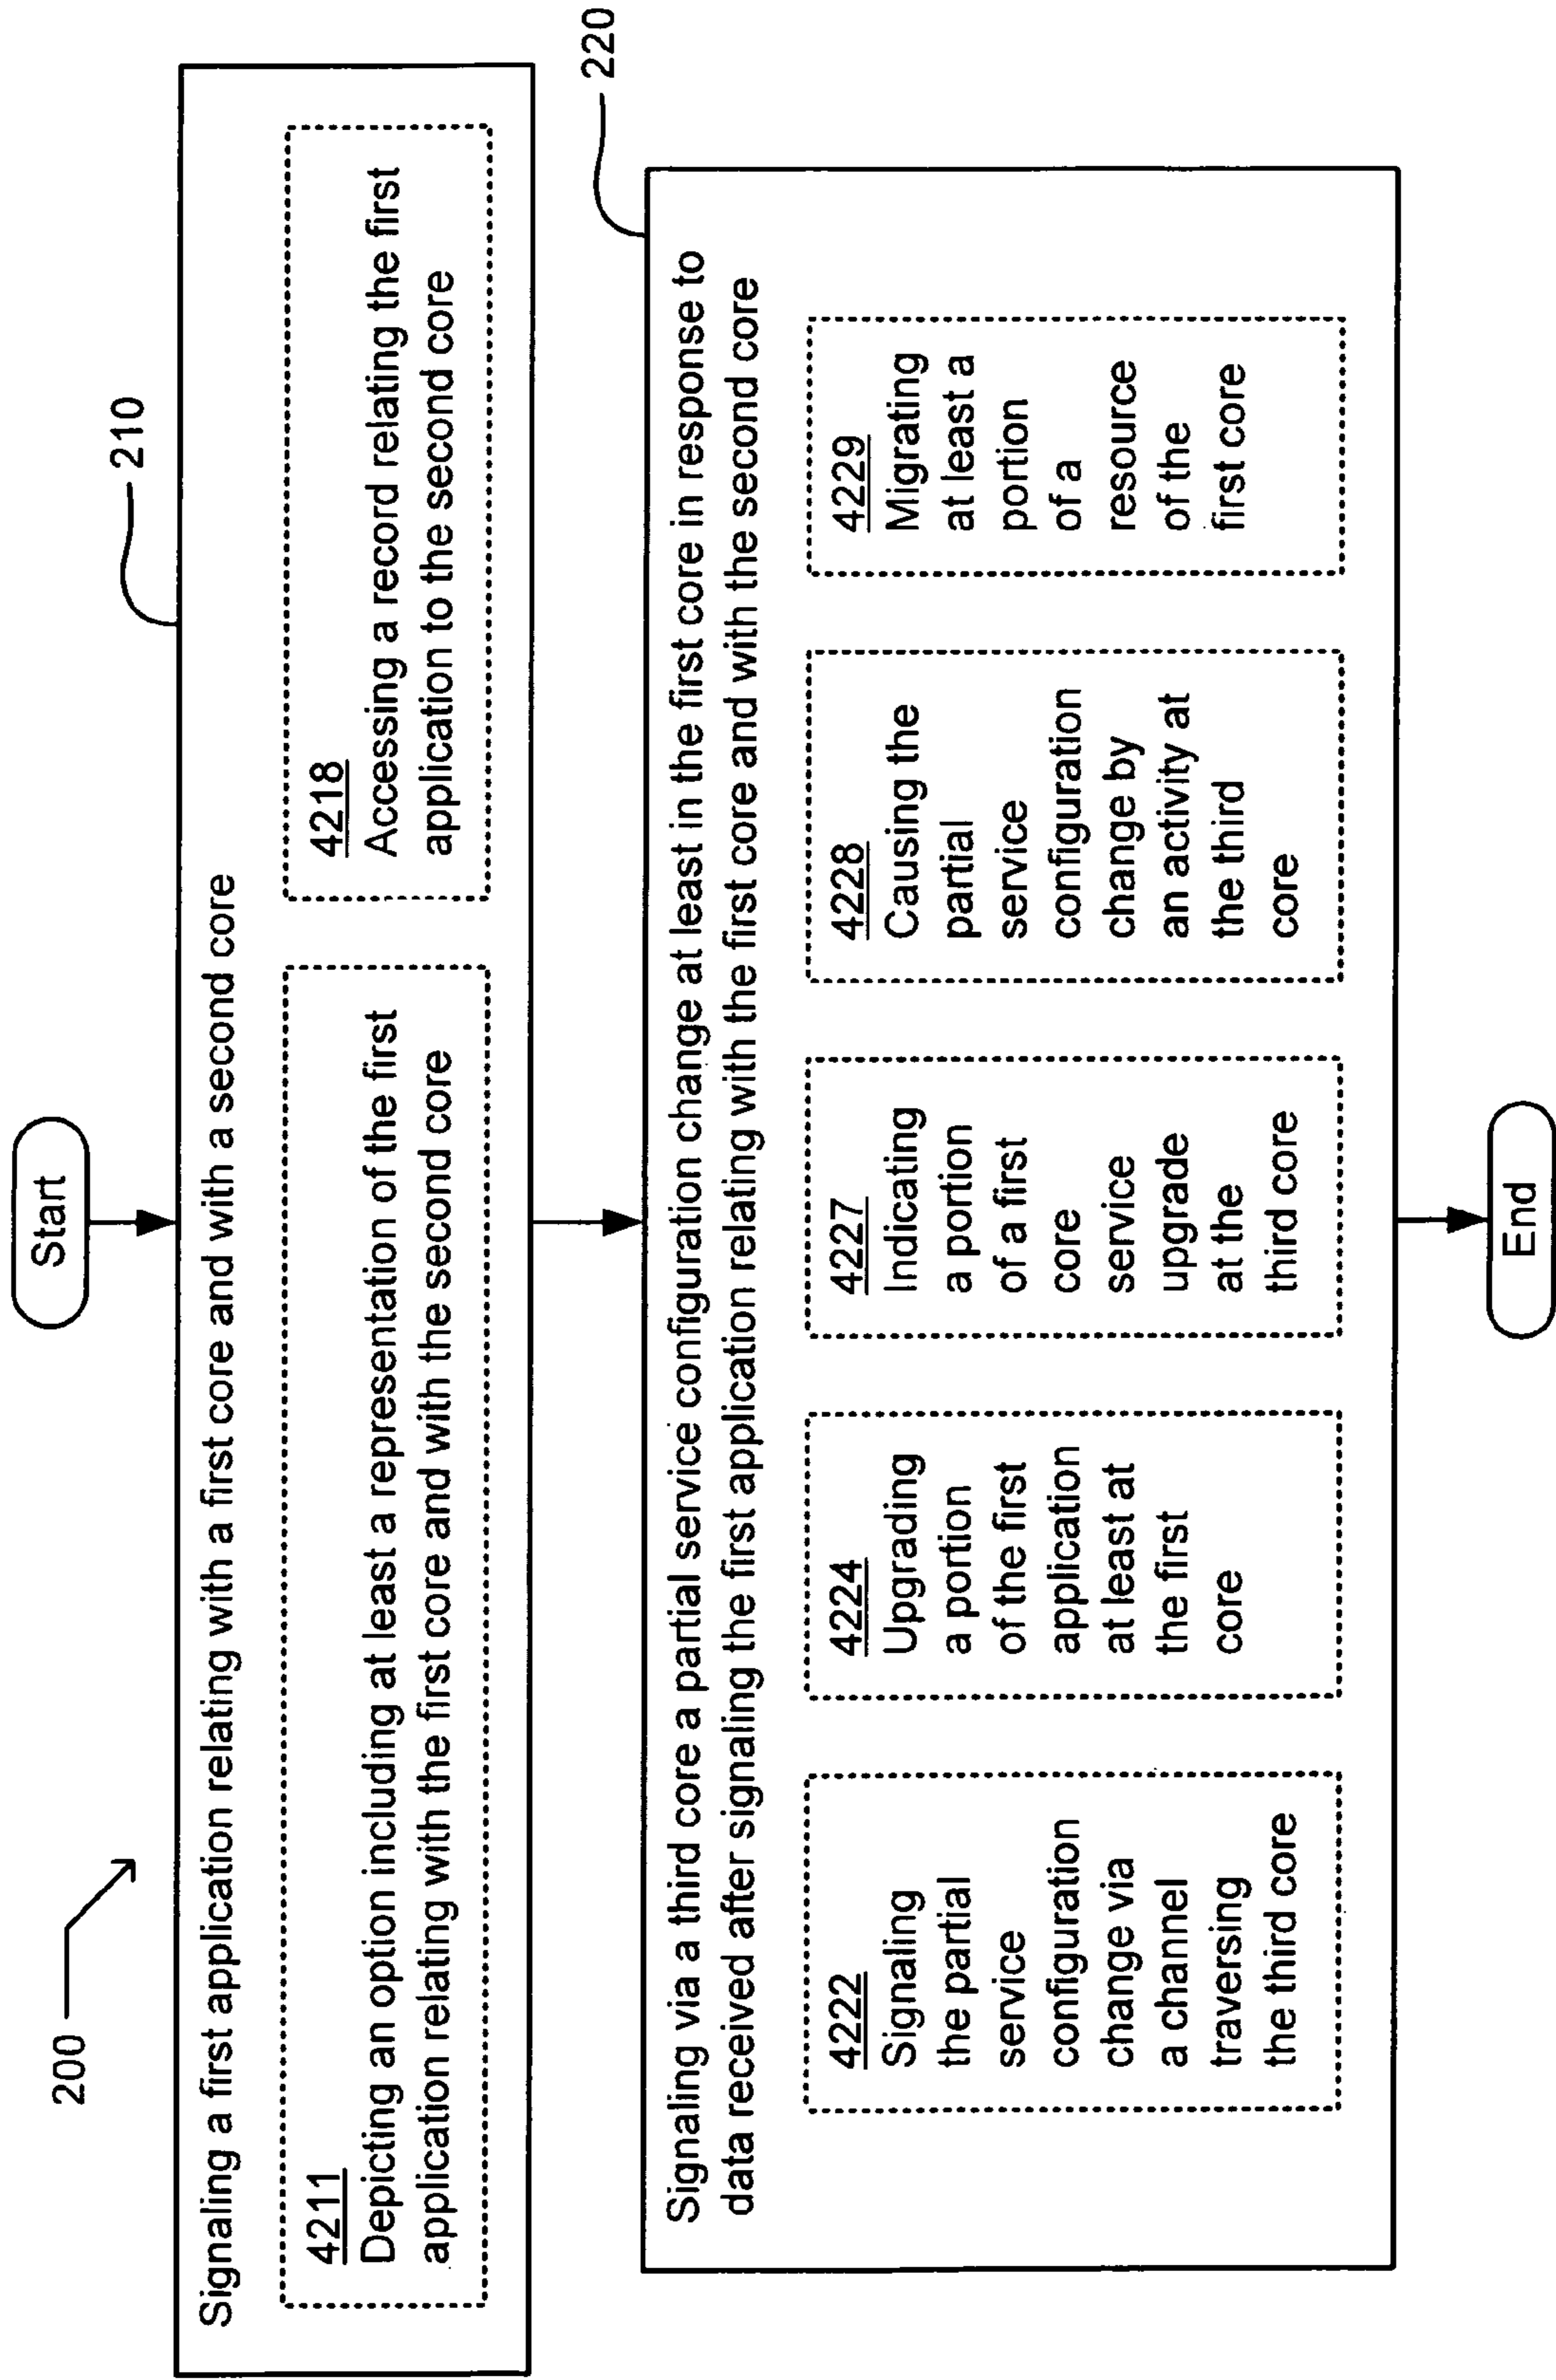 200
Start
210
Signaling a first application relating with a first core and with a second core
4211
Depicting an option including at least a representation of the first
application relating with the first core and with the second core
4218
Accessing a record relating the first
application to the second core
220
Signaling via a third core a partial service configuration change at least in the first core in response to
data received after signaling the first application relating with the first core and with the second core
4222
Signaling
the partial
service
configuration
change via
a channel
traversing
the third core
4224
Upgrading
a portion
of the first
application
at least at
the first
core
4227
Indicating
a portion
of a first
core
service
upgrade
at the
third core
4228
Causing the
partial
service
configuration
change by
an activity at
the third
core
4229
Migrating
at least a
portion
of a
resource
of the
first core
End